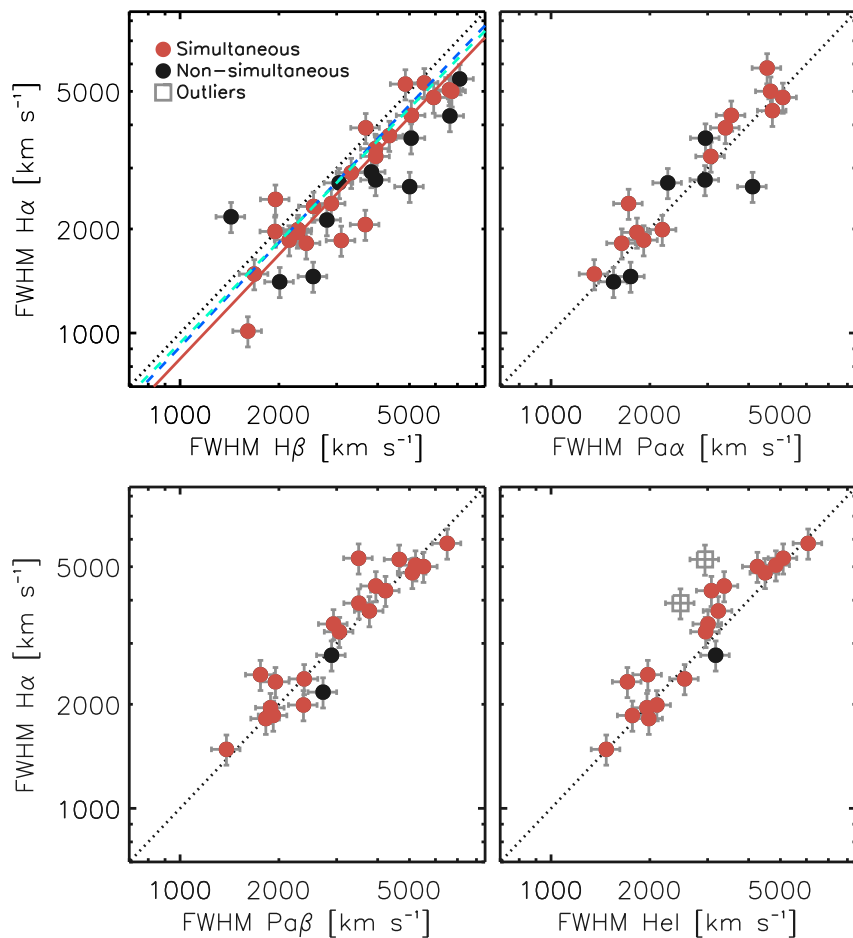 Simultaneous
Non-simultaneous
Outliers
FWHM Hα [km s⁻¹]
5000
2000
1000
1000 2000 5000
FWHM Hβ [km s⁻¹]
1000 2000 5000
FWHM Paα [km s⁻¹]
FWHM Hα [km s⁻¹]
5000
2000
1000
1000 2000 5000
FWHM Paβ [km s⁻¹]
1000 2000 5000
FWHM HeI [km s⁻¹]